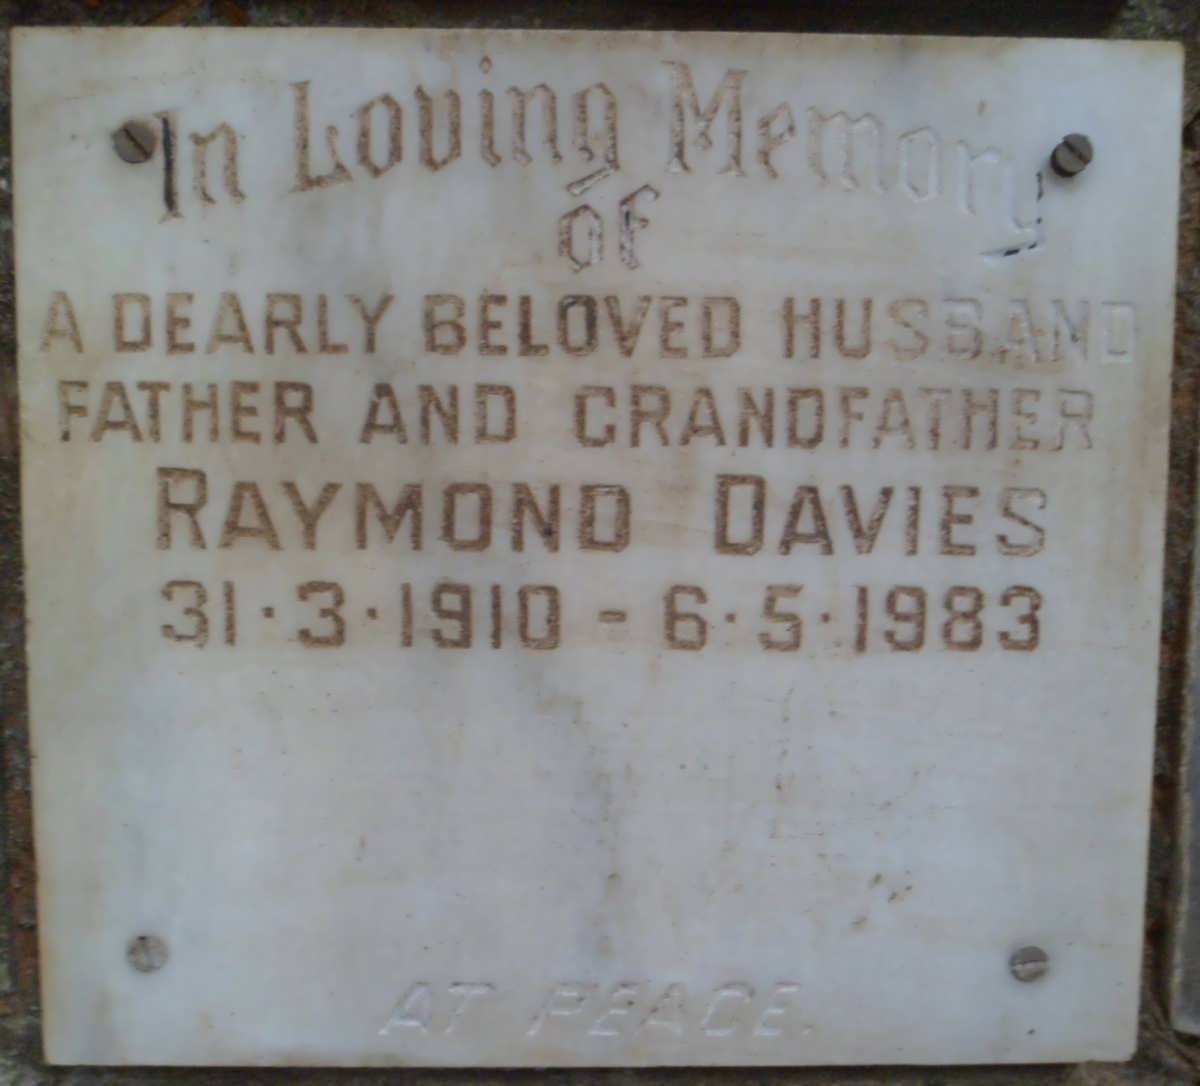 In Loving Memory
of
A DEARLY BELOVED HUSBAND
FATHER AND GRANDFATHER
RAYMOND DAVIES
31·3·1910 - 6·5·1983
AT PEACE.